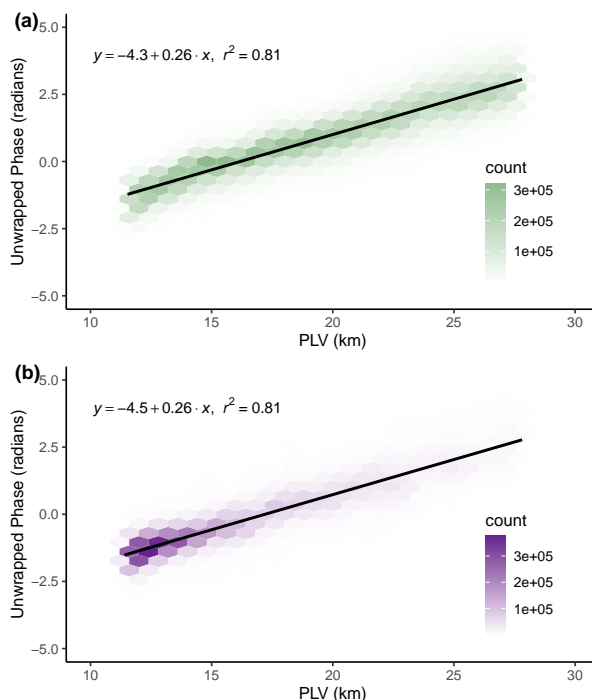 (a)
5.0
y = −4.3 + 0.26 · x, r² = 0.81
2.5
0.0
−2.5
−5.0
Unwrapped Phase (radians)
count
3e+05
2e+05
1e+05
10 15 20 25 30
PLV (km)
(b)
5.0
y = −4.5 + 0.26 · x, r² = 0.81
2.5
0.0
−2.5
−5.0
Unwrapped Phase (radians)
count
3e+05
2e+05
1e+05
10 15 20 25 30
PLV (km)